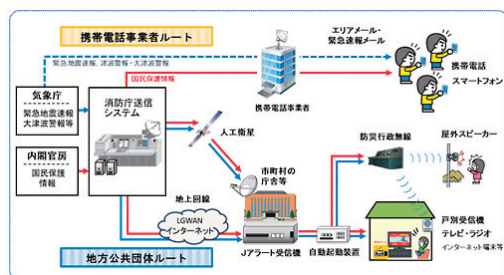 携帯電話事業者ルート
エリアメール・
緊急速報メール
緊急地震速報、津波警報・大津波警報
国民保護情報
携帯電話
スマートフォン
携帯電話事業者
気象庁
緊急地震速報
大津波警報等
消防庁送信
システム
人工衛星
内閣官房
国民保護
情報
市町村の
庁舎等
防災行政無線
屋外スピーカー
地上回線
LGWAN
インターネット
Jアラート受信機
自動起動装置
戸別受信機
テレビ・ラジオ
インターネット端末等
地方公共団体ルート